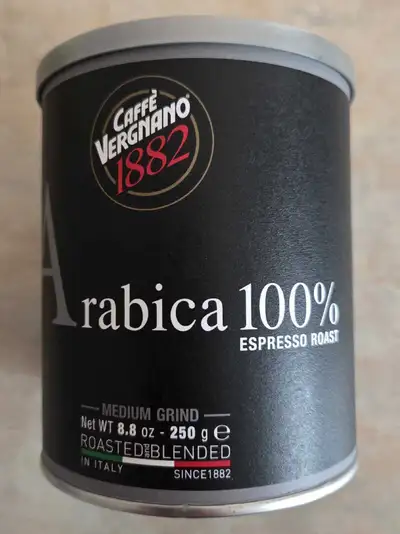 CAFFÈ
VERGNANO
1882
Arabica 100%
ESPRESSO ROAST
MEDIUM GRIND
Net WT 8.8 oz - 250 g e
ROASTED AND BLENDED
IN ITALY
SINCE1882